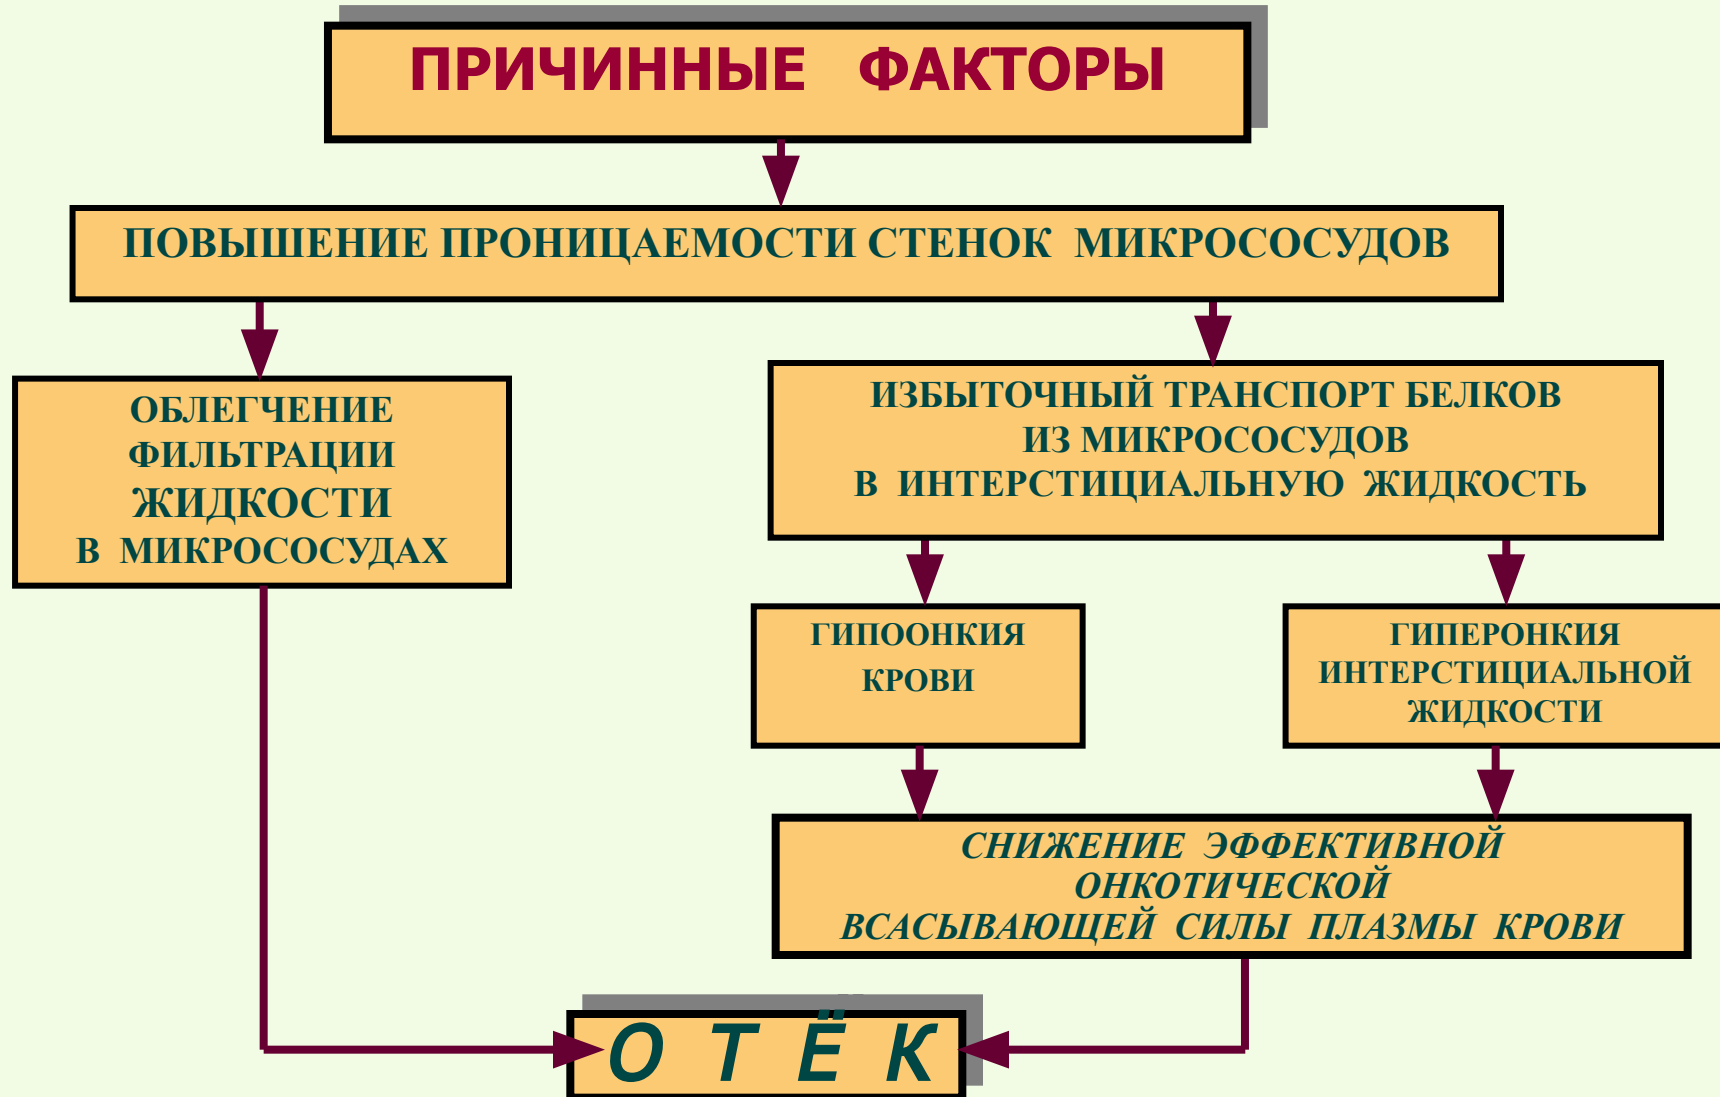 ПРИЧИННЫЕ ФАКТОРЫ
ПОВЫШЕНИЕ ПРОНИЦАЕМОСТИ СТЕНОК МИКРОСОСУДОВ
ОБЛЕГЧЕНИЕ
ФИЛЬТРАЦИИ
ЖИДКОСТИ
В МИКРОСОСУДАХ
ИЗБЫТОЧНЫЙ ТРАНСПОРТ БЕЛКОВ
ИЗ МИКРОСОСУДОВ
В ИНТЕРСТИЦИАЛЬНУЮ ЖИДКОСТЬ
ГИПООНКИЯ
КРОВИ
ГИПЕРОНКИЯ
ИНТЕРСТИЦИАЛЬНОЙ
ЖИДКОСТИ
СНИЖЕНИЕ ЭФФЕКТИВНОЙ
ОНКОТИЧЕСКОЙ
ВСАСЫВАЮЩЕЙ СИЛЫ ПЛАЗМЫ КРОВИ
О Т Ё К